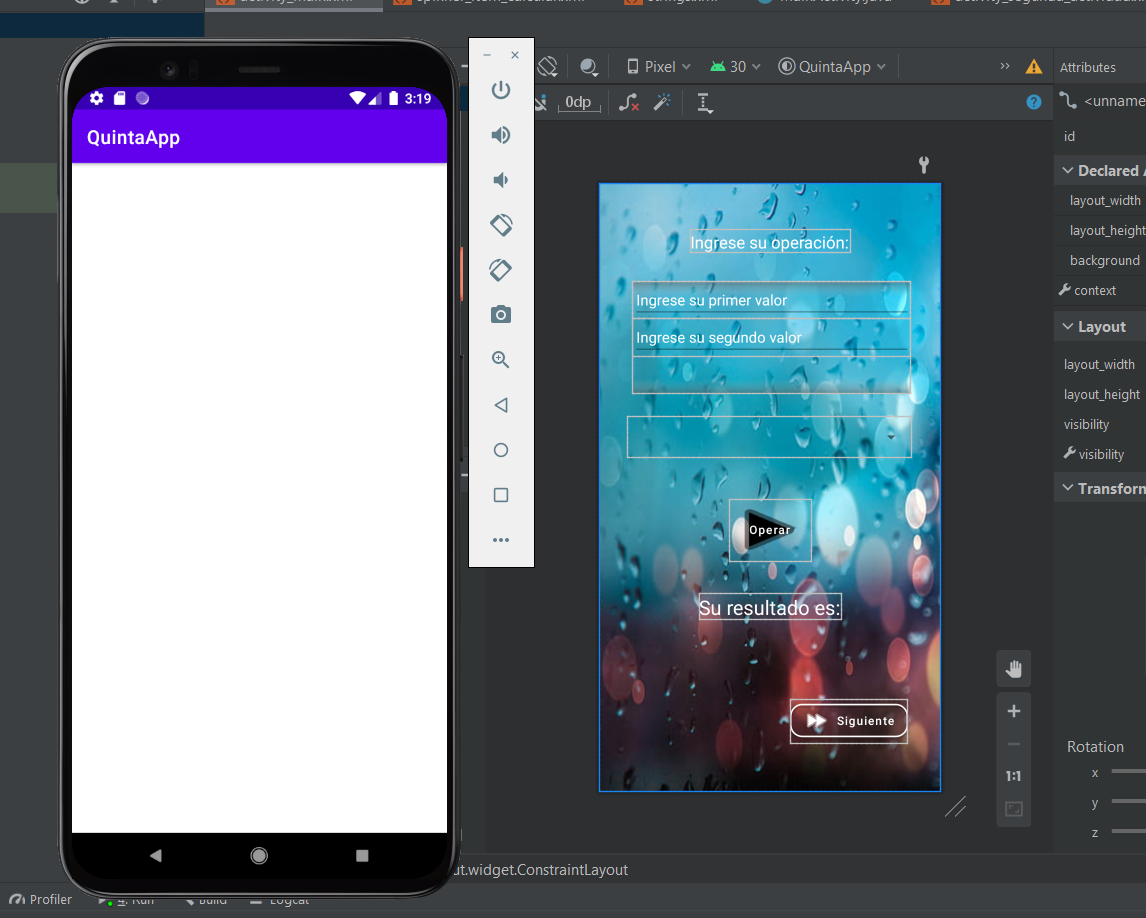 Pixel
30
QuintaApp
Attributes
3:19
0dp
QuintaApp
id
Declared
layout_width
layout_height
background
context
Layout
layout_width
layout_height
visibility
visibility
Ingrese su operación:
Ingrese su primer valor
Ingrese su segundo valor
Operar
Su resultado es:
Siguiente
1:1
Rotation
x
y
z
ut.widget.ConstraintLayout
Profiler
4: Run
Build
Logcat